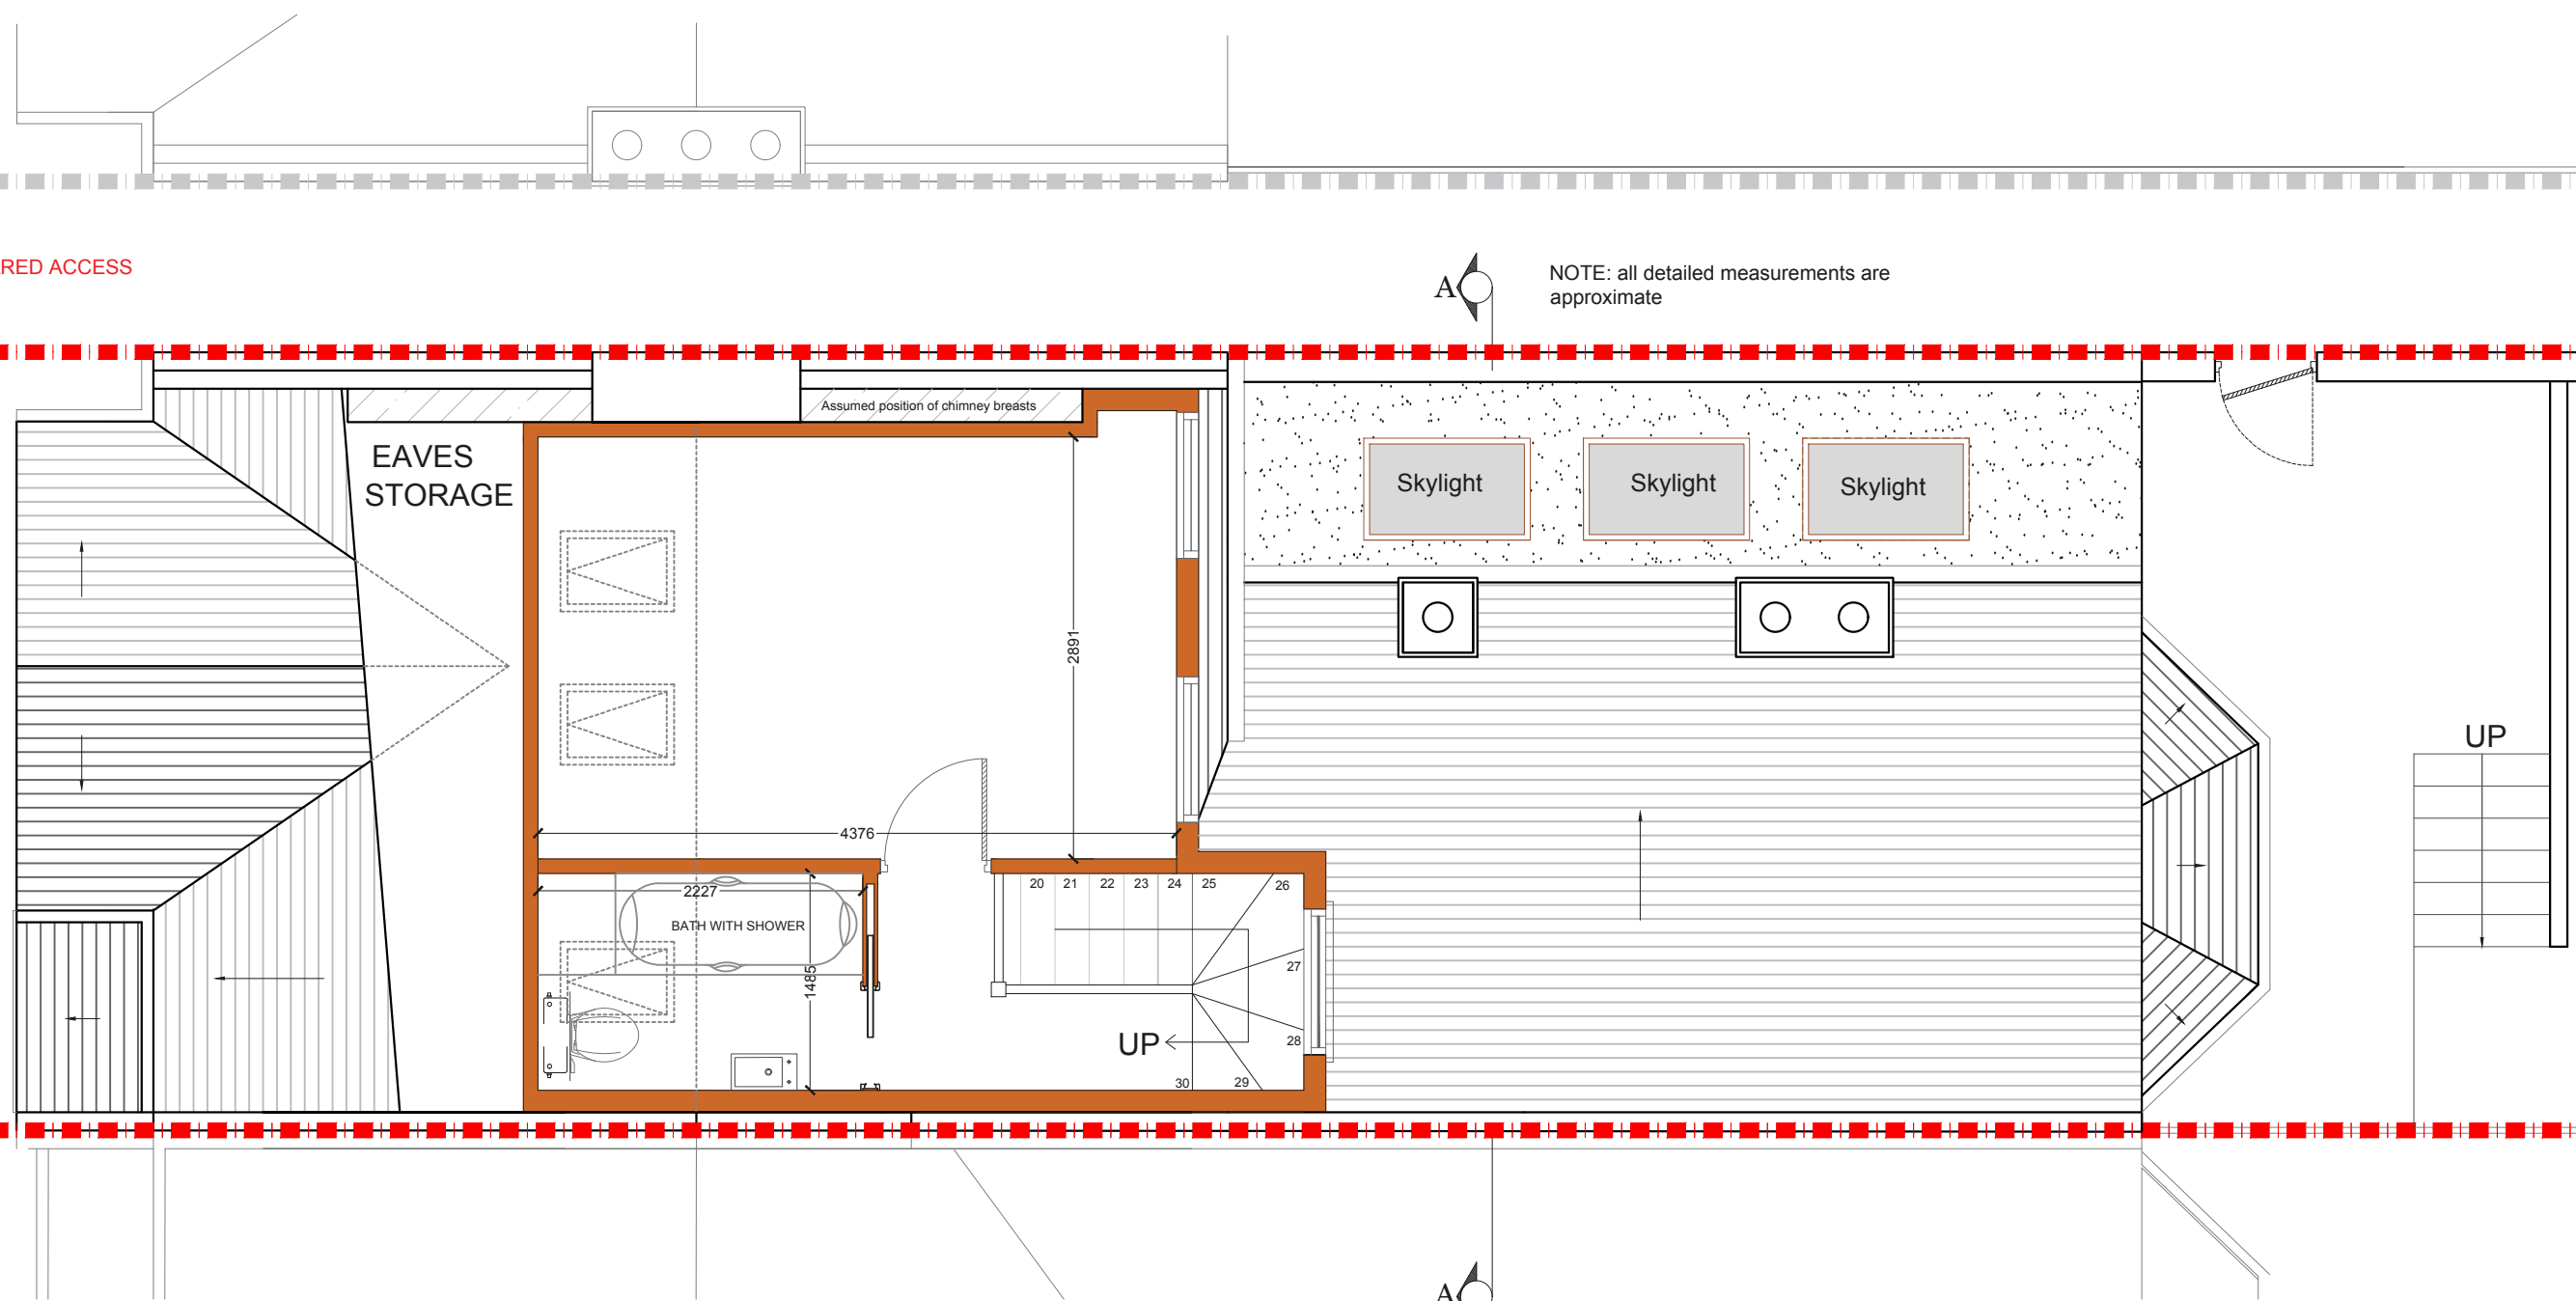 RED ACCESS
A
NOTE: all detailed measurements are
approximate
Assumed position of chimney breasts
EAVES
STORAGE
Skylight
Skylight
Skylight
2891
UP
4376
2227
20 21 22 23 24 25 26
BATH WITH SHOWER
1485
27
UP
28
30 29
A